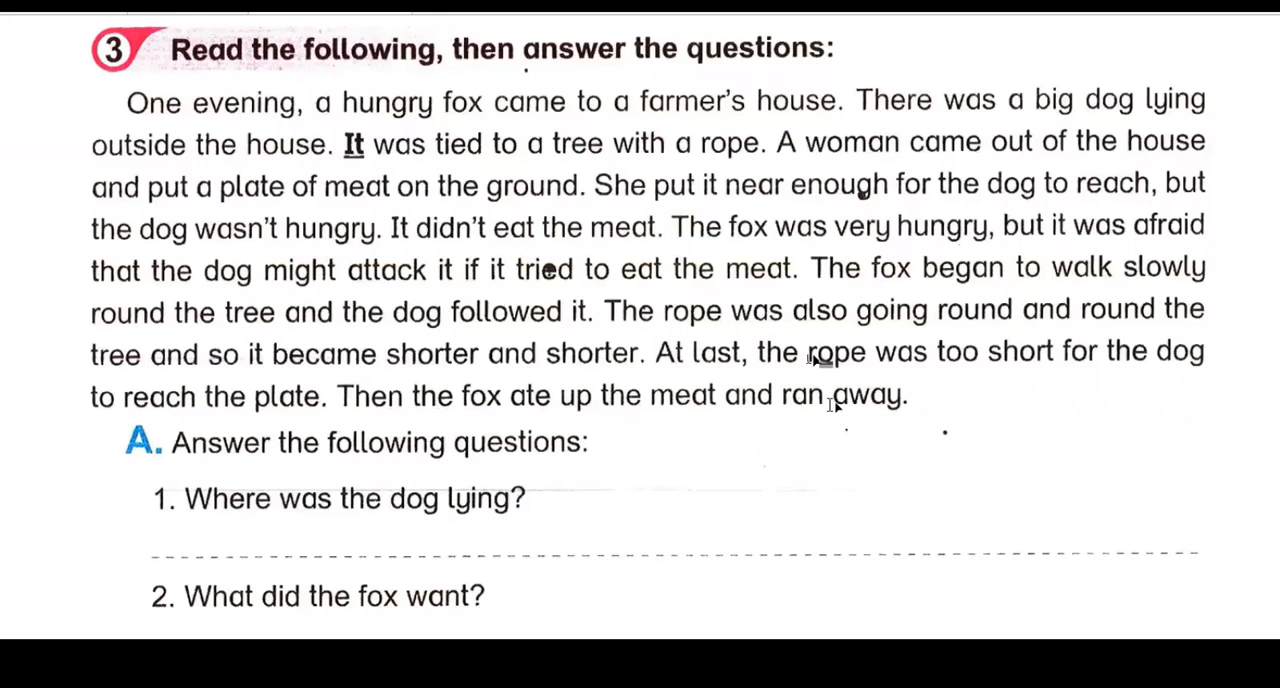 3 Read the following, then answer the questions:
One evening, a hungry fox came to a farmer's house. There was a big dog lying
outside the house. It was tied to a tree with a rope. A woman came out of the house
and put a plate of meat on the ground. She put it near enough for the dog to reach, but
the dog wasn't hungry. It didn't eat the meat. The fox was very hungry, but it was afraid
that the dog might attack it if it tried to eat the meat. The fox began to walk slowly
round the tree and the dog followed it. The rope was also going round and round the
tree and so it became shorter and shorter. At last, the rope was too short for the dog
to reach the plate. Then the fox ate up the meat and ran away.
A. Answer the following questions:
1. Where was the dog lying?
2. What did the fox want?